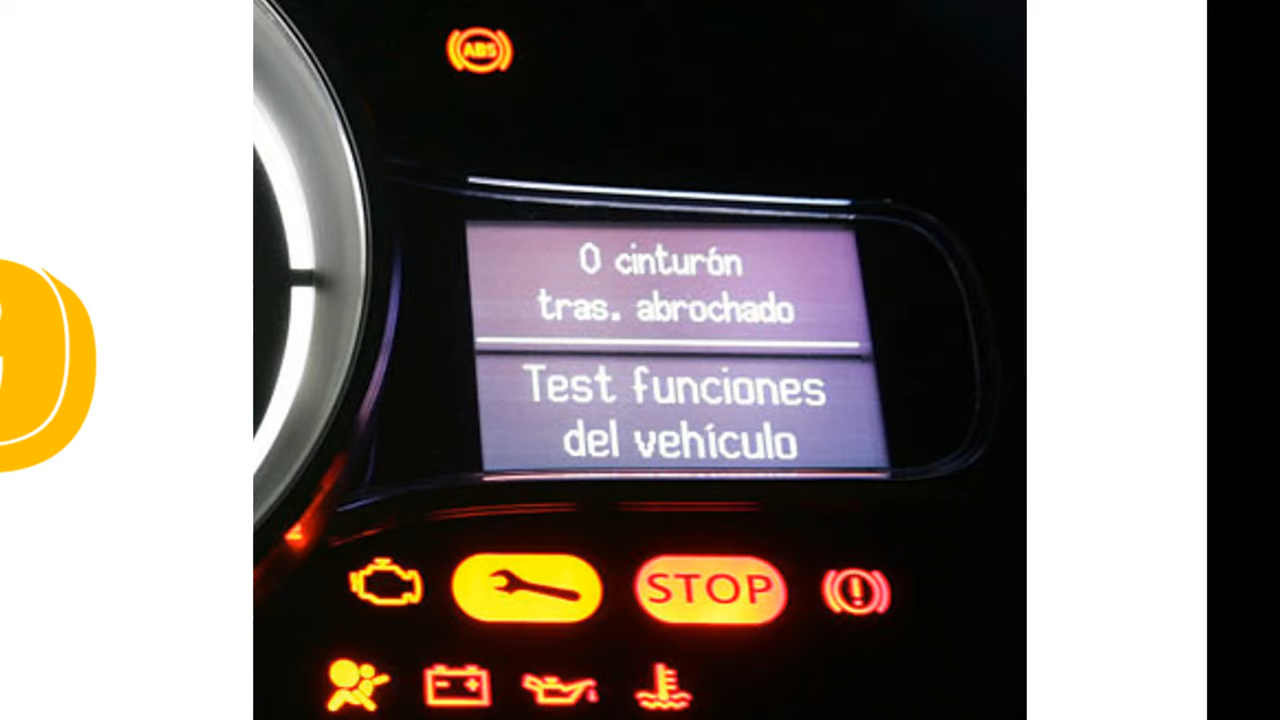 ABS
0 cinturón
tras. abrochado
Test funciones
del vehículo
STOP